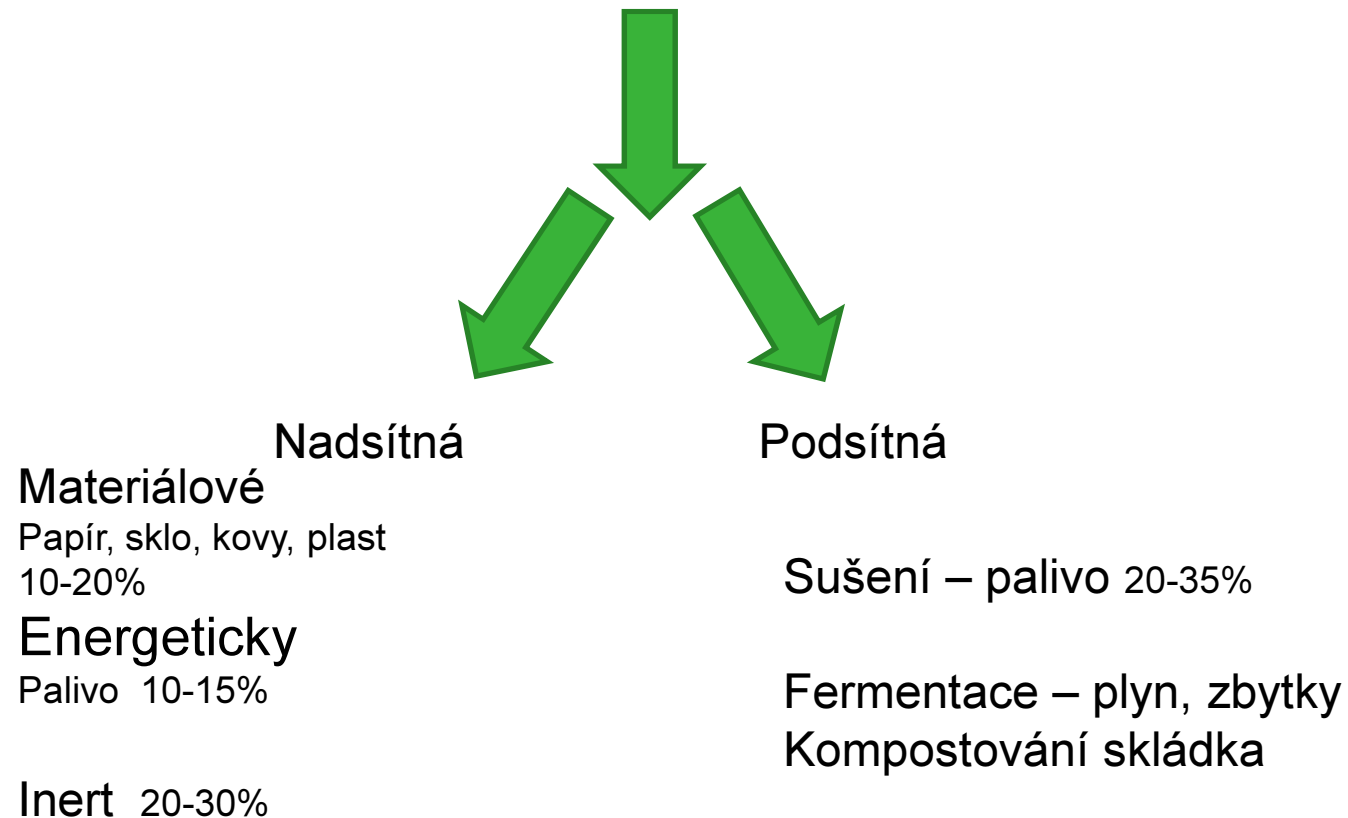 Nadsítná
Materiálové
Papír, sklo, kovy, plast
10-20%
Energeticky
Palivo 10-15%
Inert 20-30%
Podsítná
Sušení – palivo 20-35%
Fermentace – plyn, zbytky
Kompostování skládka